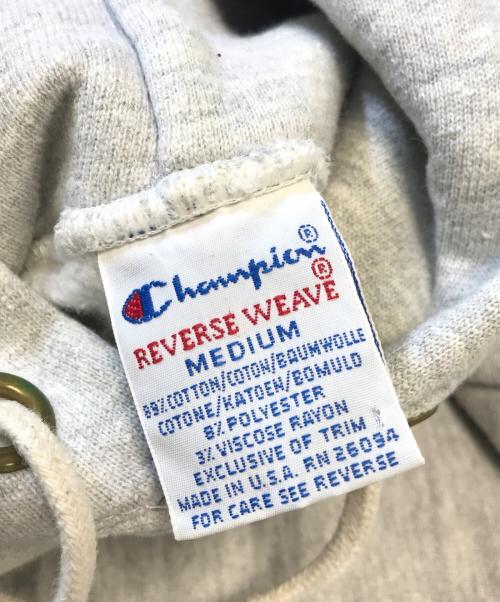 Champion®
REVERSE WEAVE®
MEDIUM
89% COTTON/COTON/BAUMWOLLE
COTONE/KATOEN/BOMULD
8% POLYESTER
3% VISCOSE RAYON
EXCLUSIVE OF TRIM
MADE IN U.S.A. RN 26094
FOR CARE SEE REVERSE